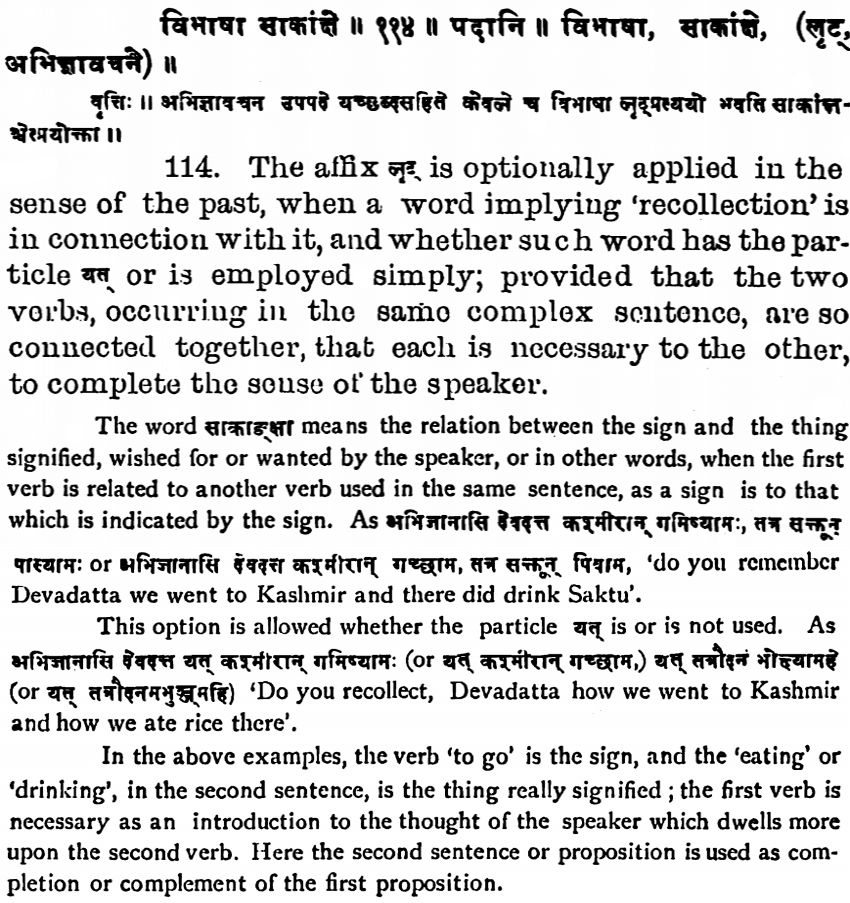 विभाषा साकांक्षे ॥ ११४ ॥ पदानि ॥ विभाषा, साकांक्षे, (लृट्,
अभिज्ञावचने) ॥
वृत्तिः ॥ अभिज्ञावचन उपपदे यच्छब्दसहिते केवले च विभाषा लृट्प्रत्ययो भवति साकांक्ष-
श्चेत्प्रयोक्ता ॥
114. The affix लृट् is optionally applied in the
sense of the past, when a word implying ‘recollection’ is
in connection with it, and whether such word has the par-
ticle यत् or is employed simply; provided that the two
verbs, occurring in the same complex sentence, are so
connected together, that each is necessary to the other,
to complete the sense of the speaker.
The word साकाङ्क्षा means the relation between the sign and the thing
signified, wished for or wanted by the speaker, or in other words, when the first
verb is related to another verb used in the same sentence, as a sign is to that
which is indicated by the sign. As अभिजानासि देवदत्त कश्मीरान् गमिष्यामः, तत्र सक्तून्
पास्यामः or अभिजानासि देवदत्त कश्मीरान् गच्छाम, तत्र सक्तून् पिबाम, ‘do you remember
Devadatta we went to Kashmir and there did drink Saktu’.
This option is allowed whether the particle यत् is or is not used. As
अभिजानासि देवदत्त यत् कश्मीरान् गमिष्यामः (or यत् कश्मीरान् गच्छाम,) यत् तत्रौदनं भोक्ष्यामहे
(or यत् तत्रौदनमभुञ्ज्महि) ‘Do you recollect, Devadatta how we went to Kashmir
and how we ate rice there’.
In the above examples, the verb ‘to go’ is the sign, and the ‘eating’ or
‘drinking’, in the second sentence, is the thing really signified ; the first verb is
necessary as an introduction to the thought of the speaker which dwells more
upon the second verb. Here the second sentence or proposition is used as com-
pletion or complement of the first proposition.